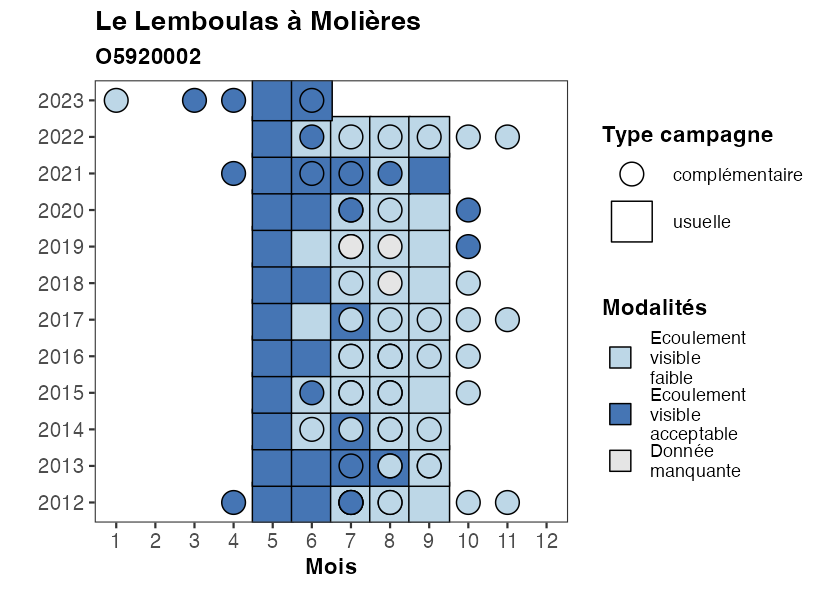 Le Lemboulas à Molières
O5920002
2023
2022
2021
2020
2019
2018
2017
2016
2015
2014
2013
2012
1 2 3 4 5 6 7 8 9 10 11 12
Mois
Type campagne
complémentaire
usuelle
Modalités
Ecoulement
visible
faible
Ecoulement
visible
acceptable
Donnée
manquante